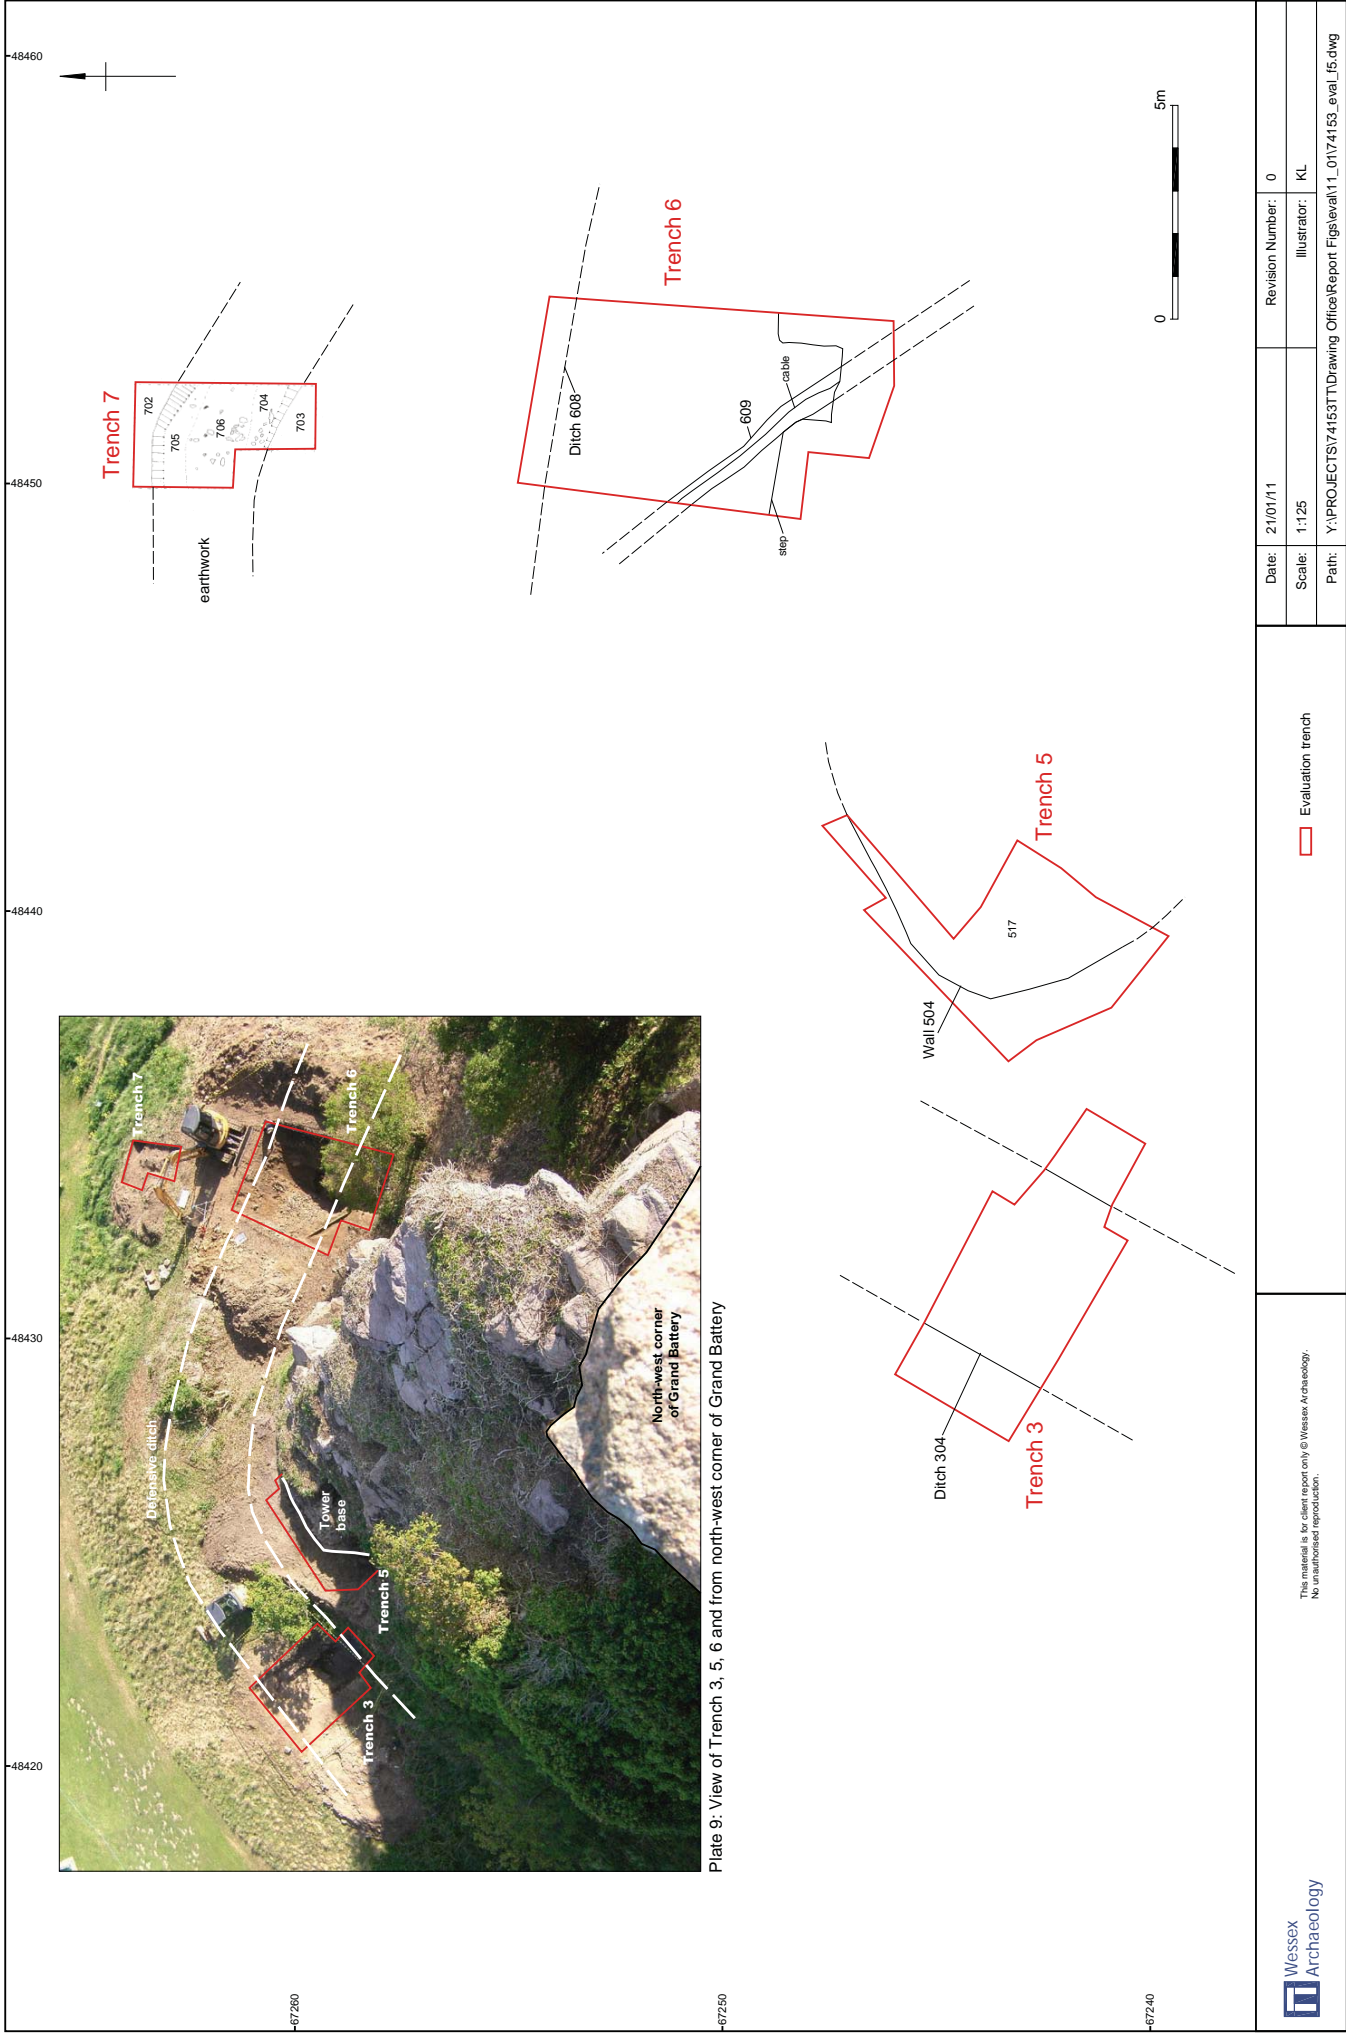 48460
48450
48440
48430
48420
67260
67250
67240
Trench 7
702
705
706
704
703
earthwork
Trench 6
Ditch 608
609
cable
step
0
5m
Trench 5
517
Wall 504
Ditch 304
Trench 3
Trench 7
Trench 6
Defensive ditch
Tower
base
Trench 5
Trench 3
North-west corner
of Grand Battery
Plate 9: View of Trench 3, 5, 6 and from north-west corner of Grand Battery
Wessex
Archaeology
This material is for client report only © Wessex Archaeology.
No unauthorised reproduction.
Evaluation trench
Date: 21/01/11 Revision Number: 0
Scale: 1:125 Illustrator: KL
Path: Y:\PROJECTS\74153TT\Drawing Office\Report Figs\eval\11_01\74153_eval_f5.dwg